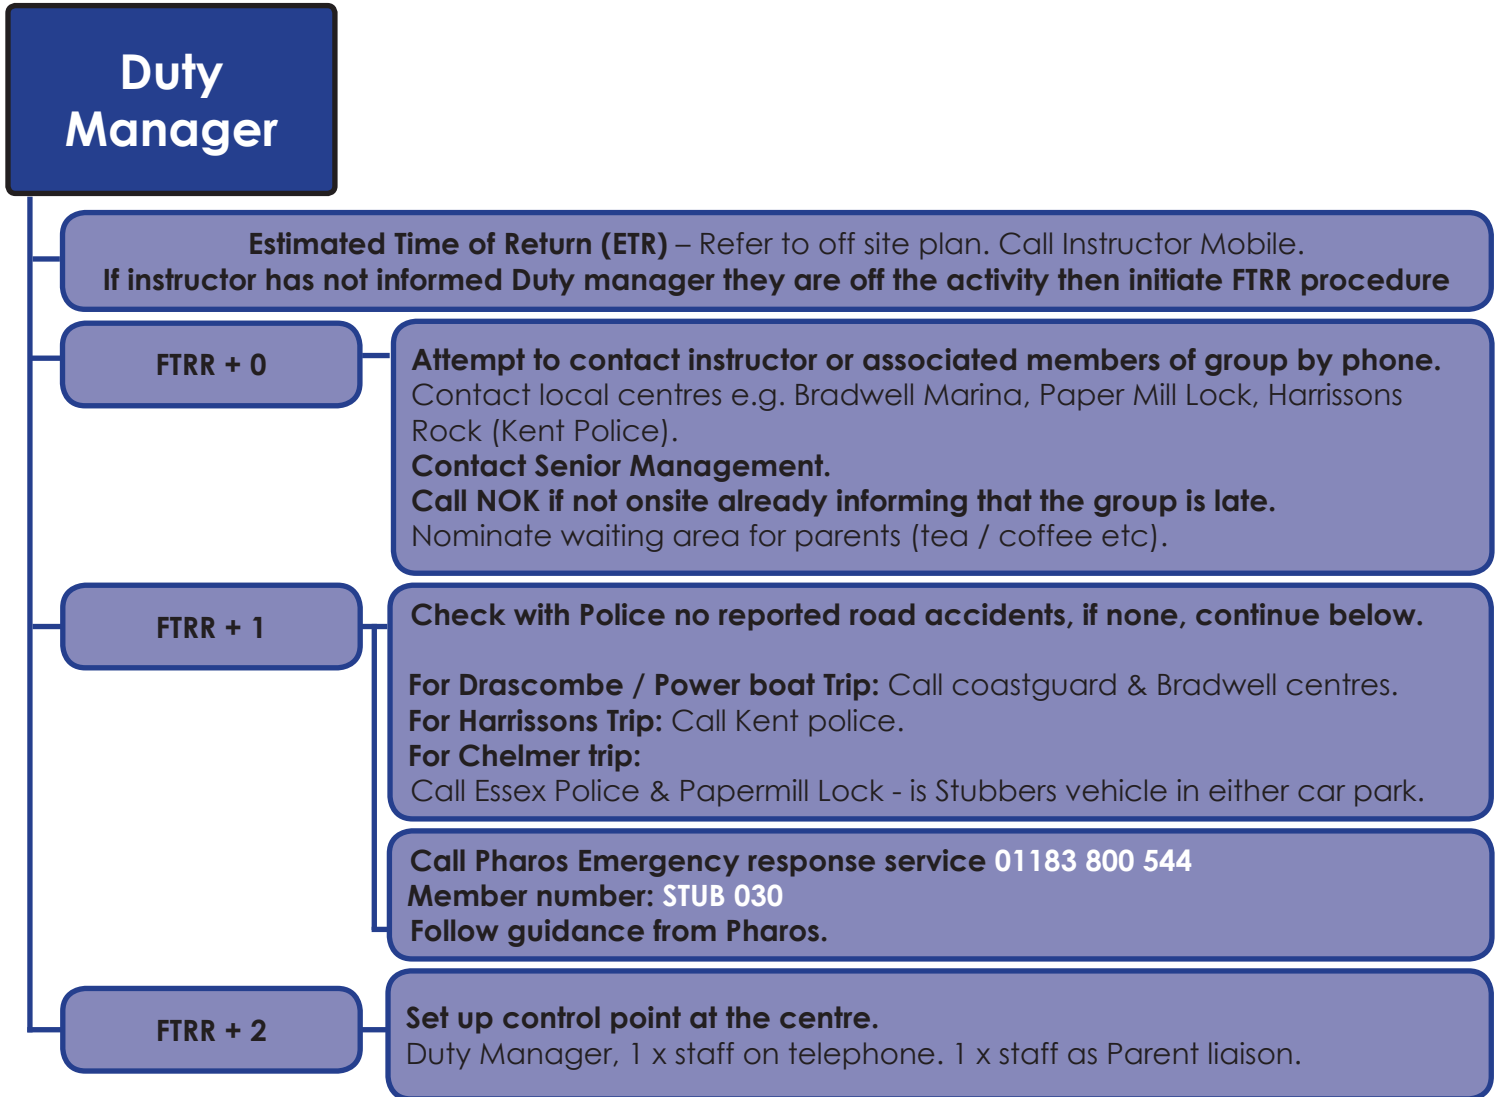 Duty
Manager
Estimated Time of Return (ETR) – Refer to off site plan. Call Instructor Mobile.
If instructor has not informed Duty manager they are off the activity then initiate FTRR procedure
FTRR + 0
Attempt to contact instructor or associated members of group by phone.
Contact local centres e.g. Bradwell Marina, Paper Mill Lock, Harrissons
Rock (Kent Police).
Contact Senior Management.
Call NOK if not onsite already informing that the group is late.
Nominate waiting area for parents (tea / coffee etc).
FTRR + 1
Check with Police no reported road accidents, if none, continue below.
For Drascombe / Power boat Trip: Call coastguard & Bradwell centres.
For Harrissons Trip: Call Kent police.
For Chelmer trip:
Call Essex Police & Papermill Lock - is Stubbers vehicle in either car park.
Call Pharos Emergency response service 01183 800 544
Member number: STUB 030
Follow guidance from Pharos.
FTRR + 2
Set up control point at the centre.
Duty Manager, 1 x staff on telephone. 1 x staff as Parent liaison.